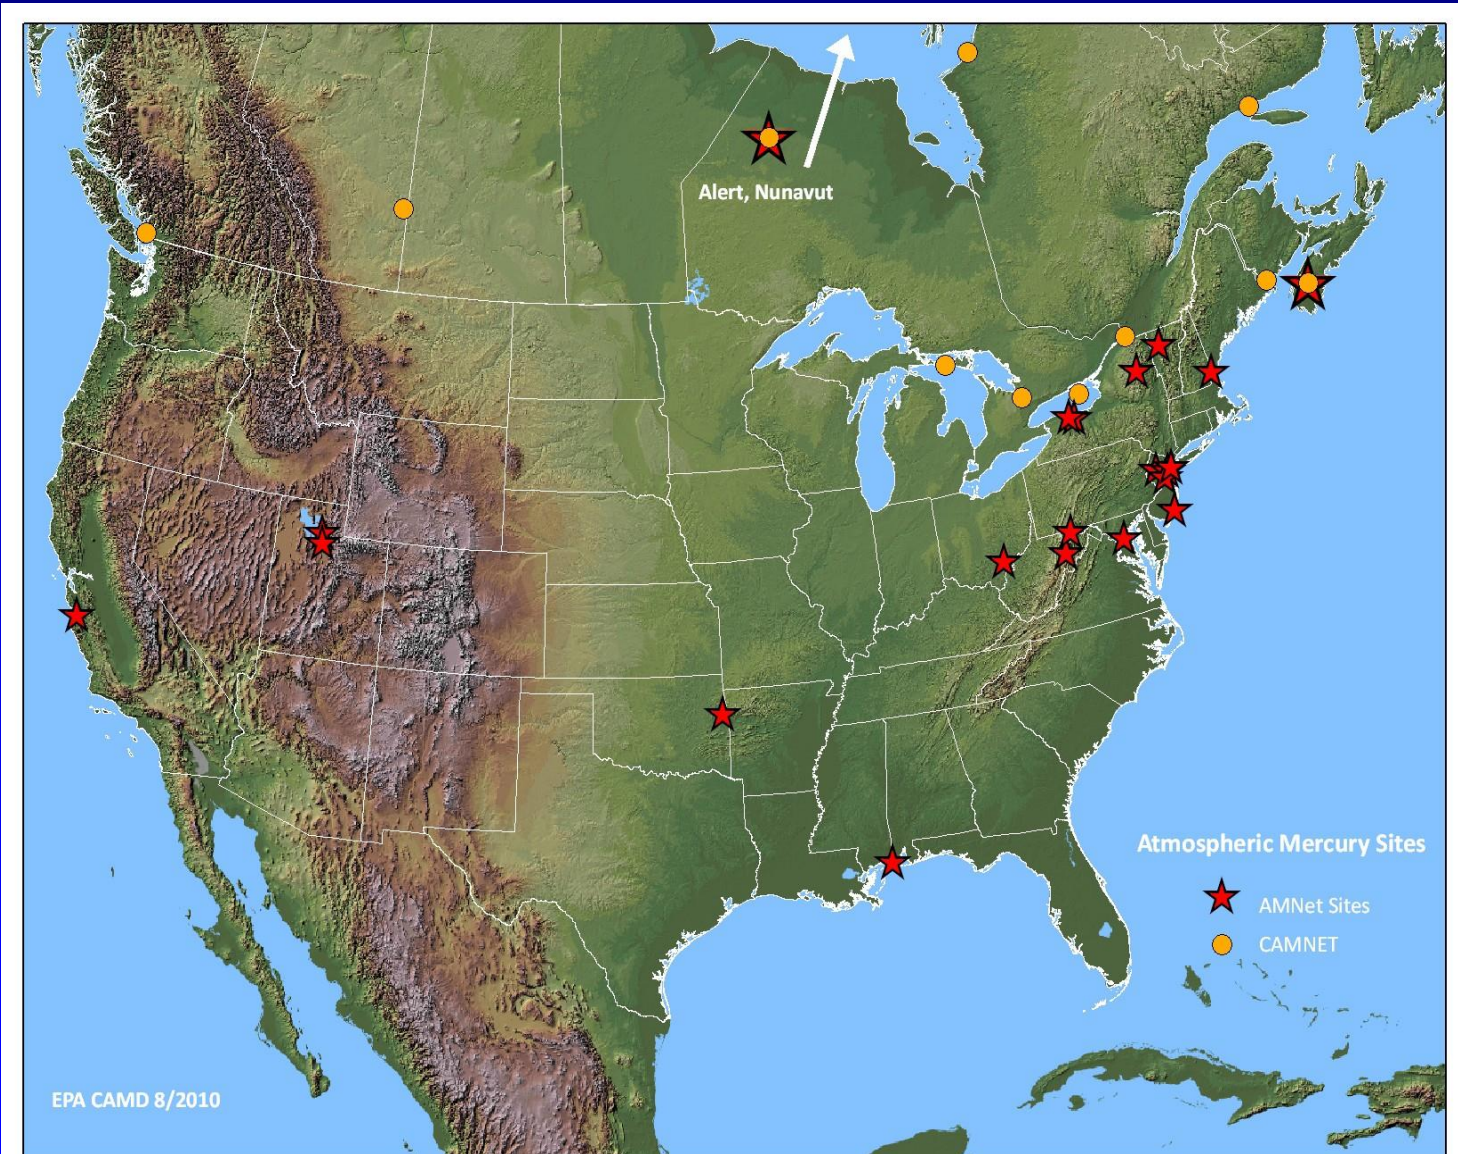 Alert, Nunavut
Atmospheric Mercury Sites
AMNet Sites
CAMNET
EPA CAMD 8/2010